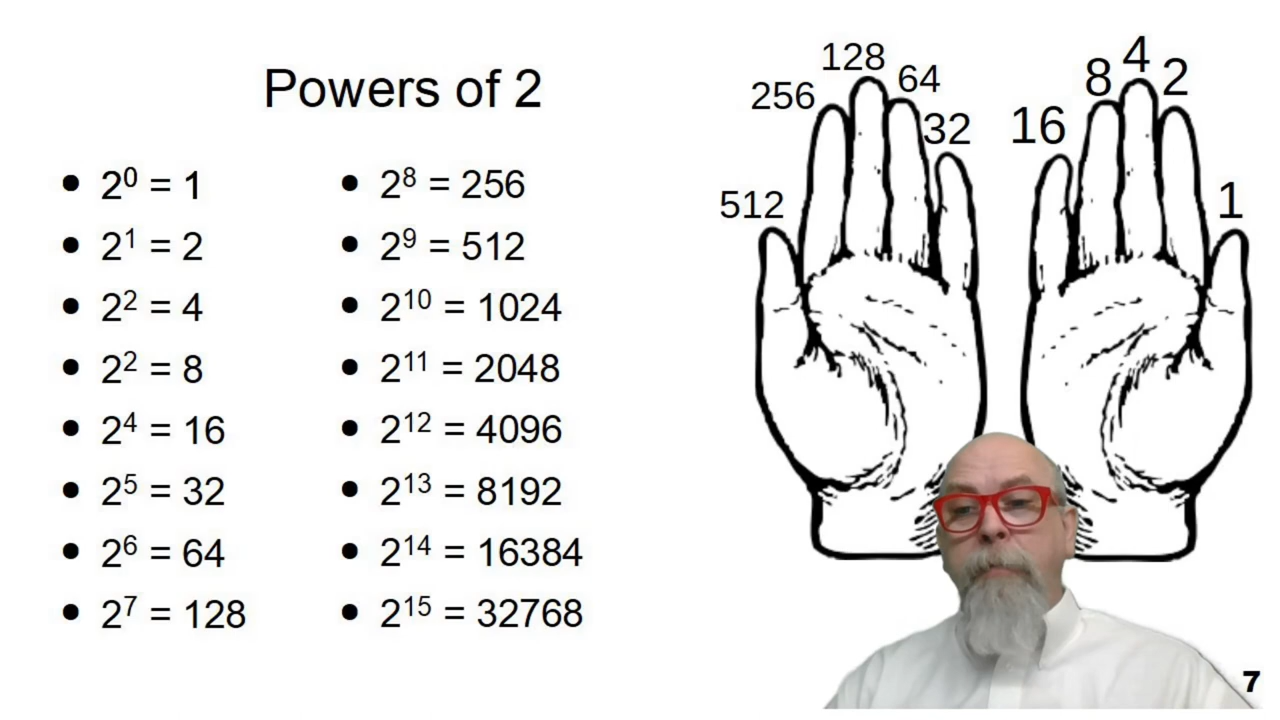 Powers of 2
• 2⁰ = 1
• 2¹ = 2
• 2² = 4
• 2² = 8
• 2⁴ = 16
• 2⁵ = 32
• 2⁶ = 64
• 2⁷ = 128
• 2⁸ = 256
• 2⁹ = 512
• 2¹⁰ = 1024
• 2¹¹ = 2048
• 2¹² = 4096
• 2¹³ = 8192
• 2¹⁴ = 16384
• 2¹⁵ = 32768
512
256
128
64
32
16
8
4
2
1
7